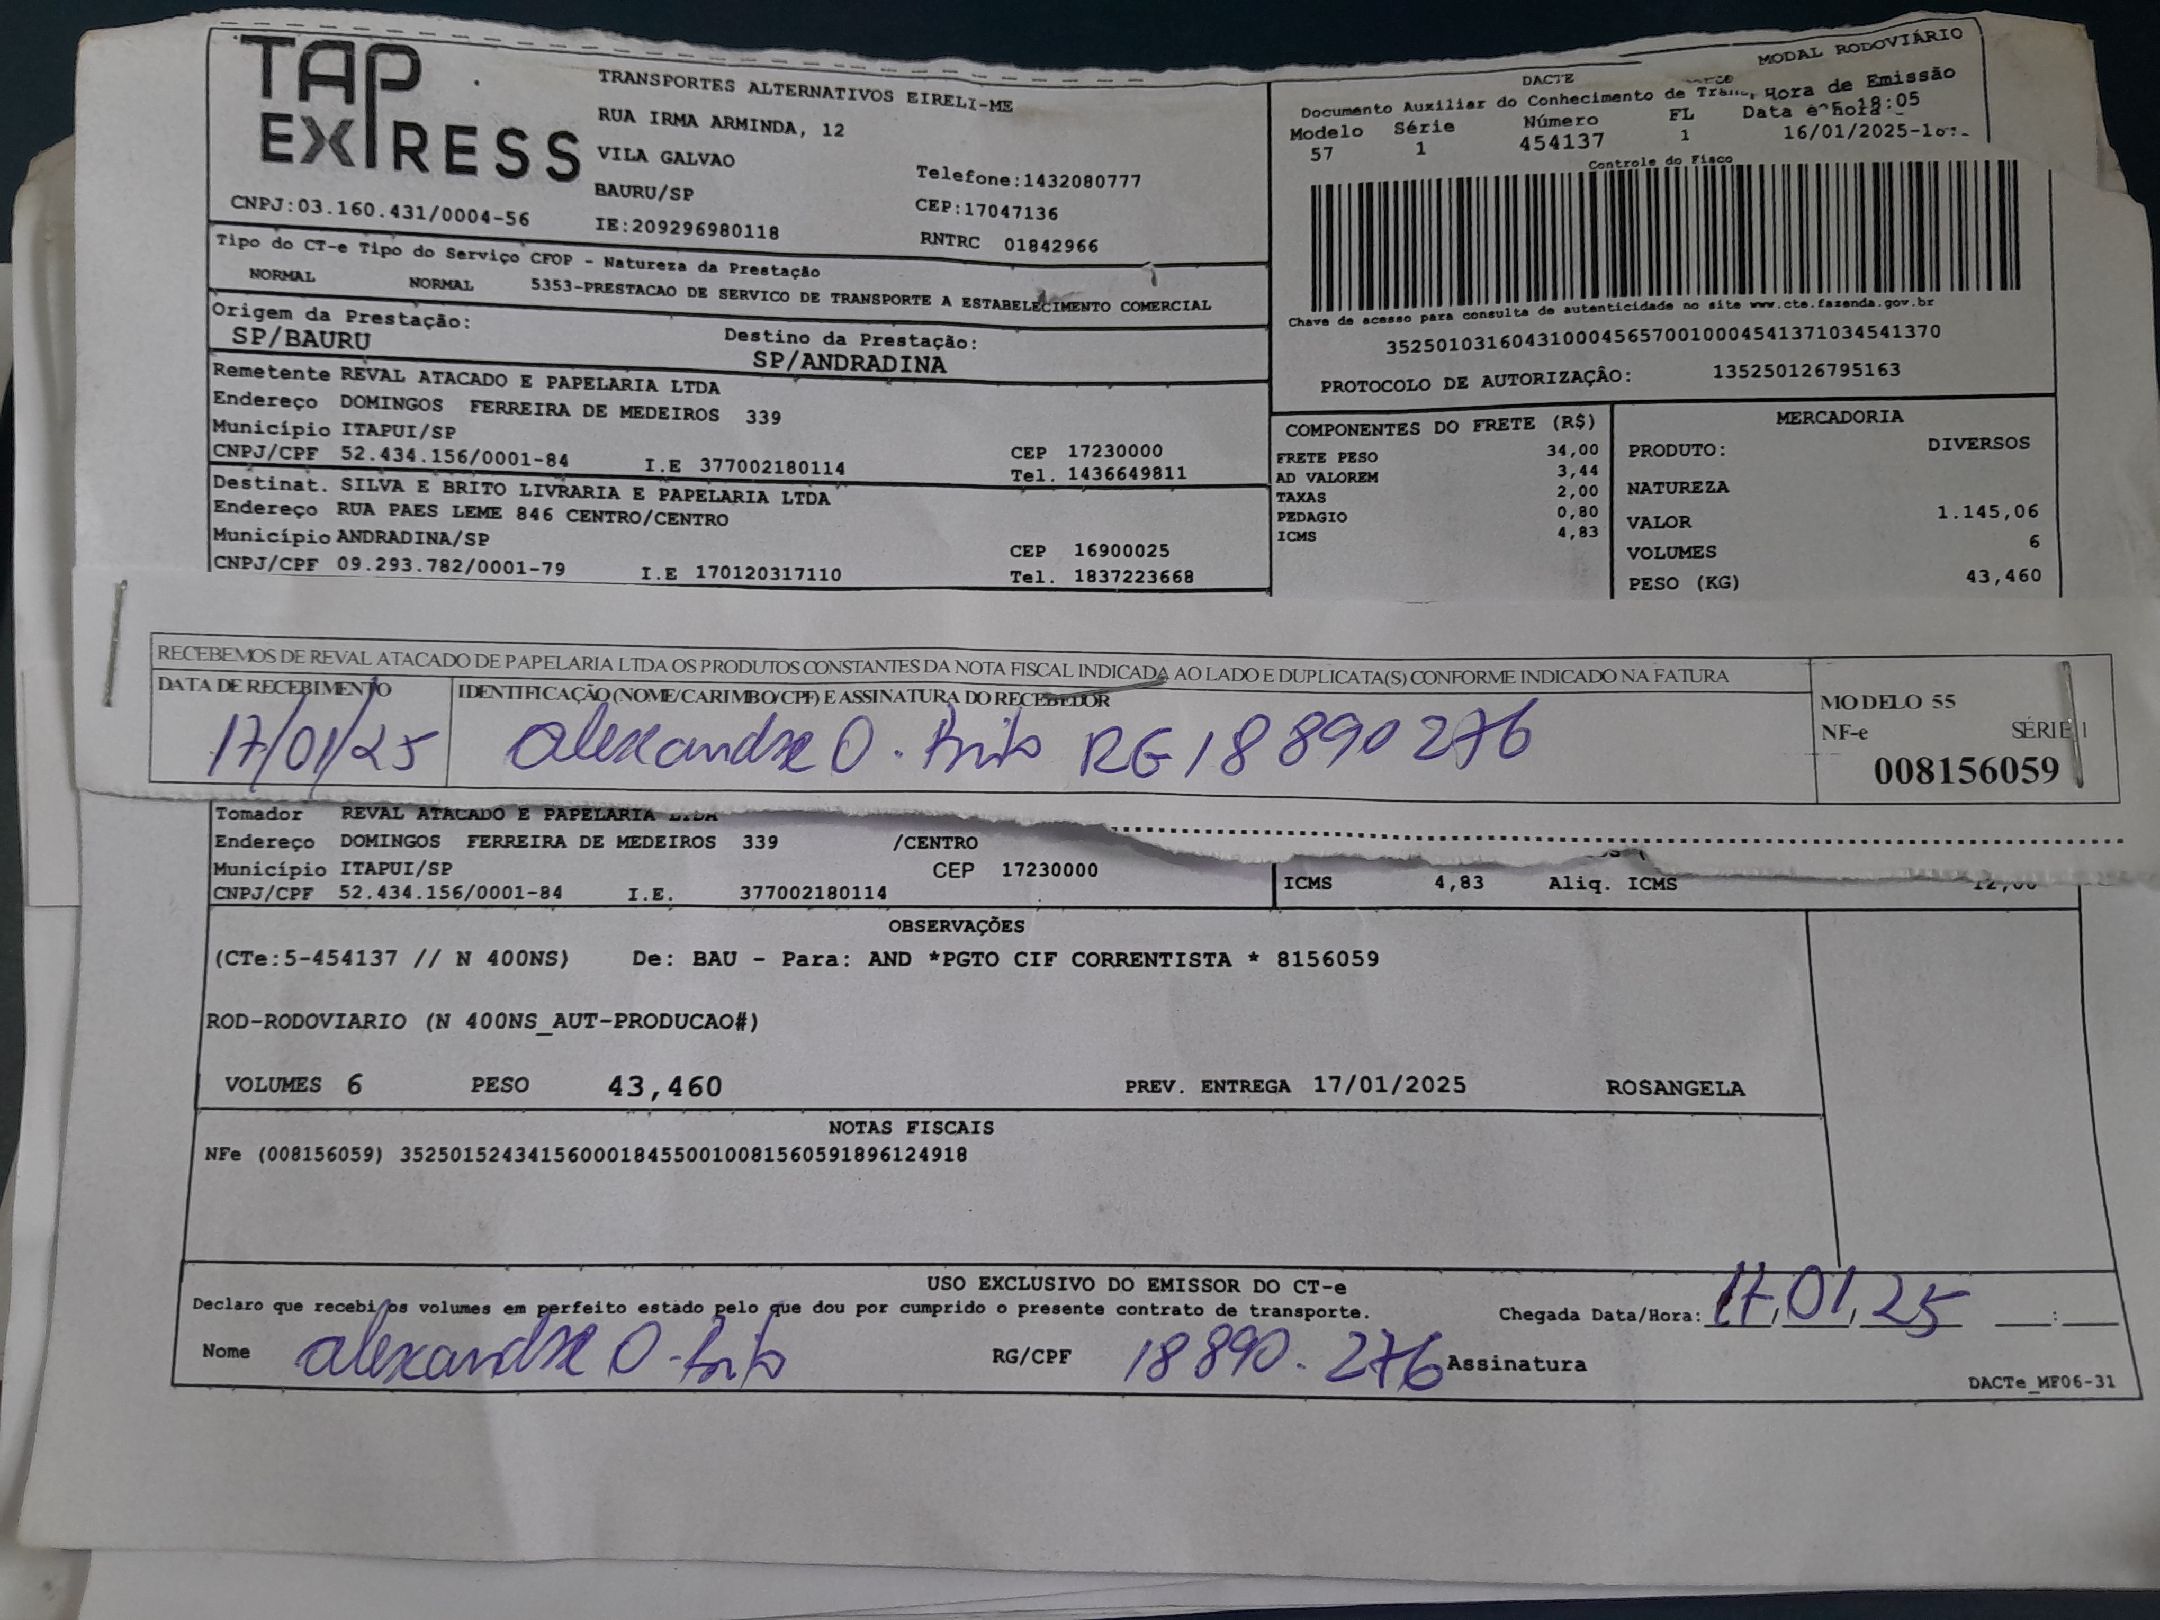 TAP
EXPRESS
TRANSPORTES ALTERNATIVOS EIRELI-ME
RUA IRMA ARMINDA, 12
VILA GALVAO
BAURU/SP
Telefone:1432080777
CEP:17047136
CNPJ:03.160.431/0004-56
IE:209296980118
RNTRC 01842966
DACTE
MODAL RODOVIÁRIO
Documento Auxiliar do Conhecimento de
Hora de Emissão
Modelo Série Número FL Data e hora
18:05
57 1 454137 1 16/01/2025
Controle do Fisco
Chave de acesso para consulta de autenticidade no site www.cte.fazenda.gov.br
35250103160431000456570010004541371034541370
PROTOCOLO DE AUTORIZAÇÃO: 135250126795163
Tipo do CT-e Tipo do Serviço CFOP - Natureza da Prestação
NORMAL NORMAL 5353-PRESTACAO DE SERVICO DE TRANSPORTE A ESTABELECIMENTO COMERCIAL
Origem da Prestação: Destino da Prestação:
SP/BAURU SP/ANDRADINA
Remetente REVAL ATACADO E PAPELARIA LTDA
Endereço DOMINGOS FERREIRA DE MEDEIROS 339
Município ITAPUI/SP CEP 17230000
CNPJ/CPF 52.434.156/0001-84 I.E 377002180114 Tel. 1436649811
Destinat. SILVA E BRITO LIVRARIA E PAPELARIA LTDA
Endereço RUA PAES LEME 846 CENTRO/CENTRO
Município ANDRADINA/SP CEP 16900025
CNPJ/CPF 09.293.782/0001-79 I.E 170120317110 Tel. 1837223668
COMPONENTES DO FRETE (R$)
FRETE PESO 34,00
AD VALOREM 3,44
TAXAS 2,00
PEDAGIO 0,80
ICMS 4,83
MERCADORIA
PRODUTO: DIVERSOS
NATUREZA
VALOR 1.145,06
VOLUMES 6
PESO (KG) 43,460
RECEBEMOS DE REVAL ATACADO DE PAPELARIA LTDA OS PRODUTOS CONSTANTES DA NOTA FISCAL INDICADA AO LADO E DUPLICATA(S) CONFORME INDICADO NA FATURA
DATA DE RECEBIMENTO IDENTIFICAÇÃO (NOME/CARIMBO/CPF) E ASSINATURA DO RECEBEDOR
17/01/25 alexandre O. Brito RG 18890276
MODELO 55
NF-e SÉRIE 1
008156059
Tomador REVAL ATACADO E PAPELARIA LTDA
Endereço DOMINGOS FERREIRA DE MEDEIROS 339 /CENTRO
Município ITAPUI/SP CEP 17230000
CNPJ/CPF 52.434.156/0001-84 I.E. 377002180114
ICMS 4,83 Aliq. ICMS 12,00
OBSERVAÇÕES
(CTe:5-454137 // N 400NS) De: BAU - Para: AND *PGTO CIF CORRENTISTA * 8156059
ROD-RODOVIARIO (N 400NS_AUT-PRODUCAO#)
VOLUMES 6 PESO 43,460 PREV. ENTREGA 17/01/2025 ROSANGELA
NOTAS FISCAIS
NFe (008156059) 35250152434156000184550010081560591896124918
USO EXCLUSIVO DO EMISSOR DO CT-e
Declaro que recebi os volumes em perfeito estado pelo que dou por cumprido o presente contrato de transporte. Chegada Data/Hora: 17,01,25 :
Nome alexandre O. Brito RG/CPF 18890.276 Assinatura
DACTe_MF06-31